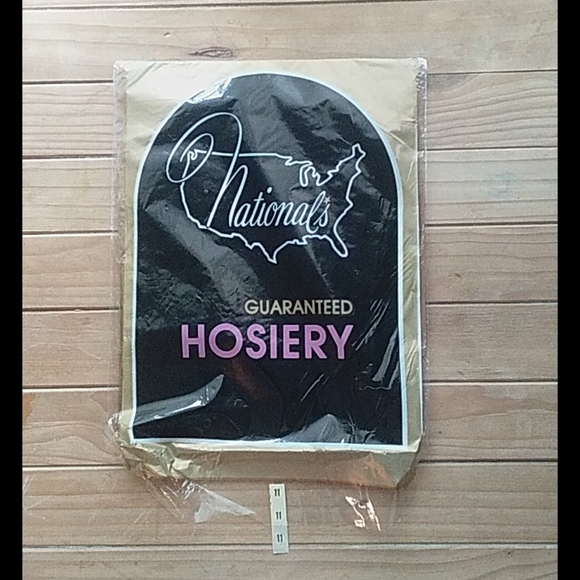 Nationals
GUARANTEED
HOSIERY
11
11
11